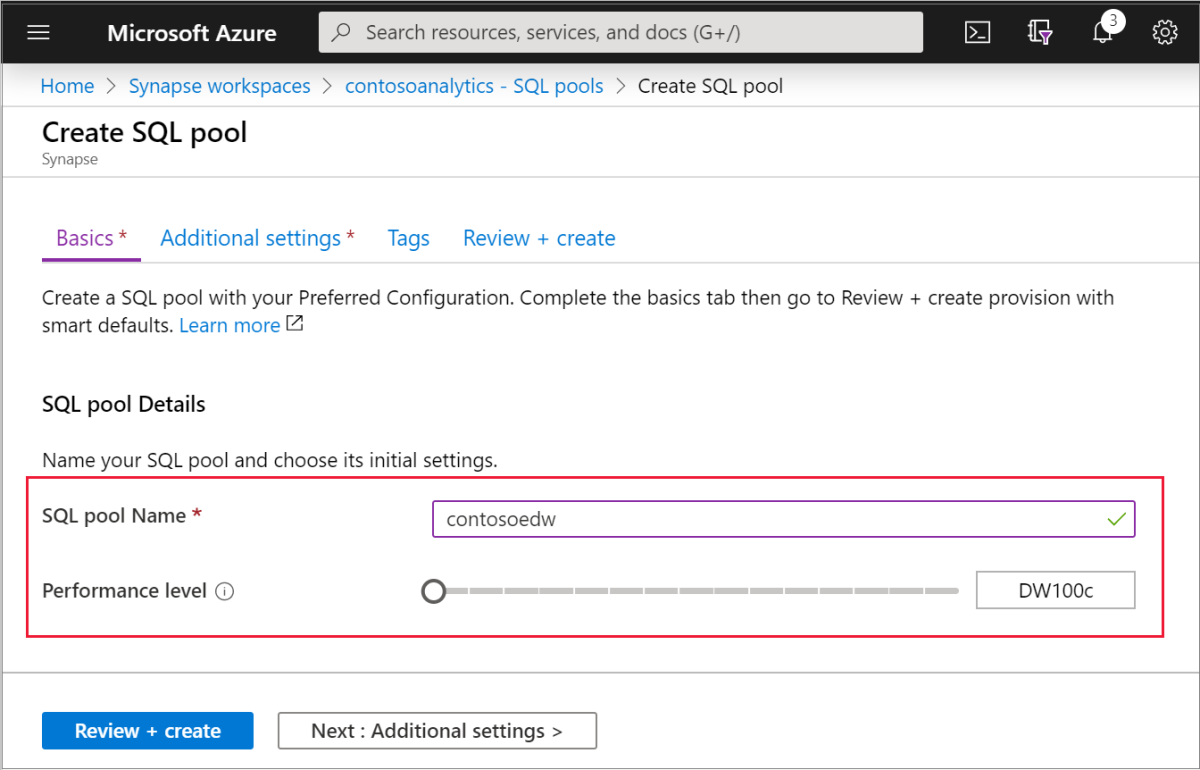 Microsoft Azure
Search resources, services, and docs (G+/)
3
Home > Synapse workspaces > contosoanalytics - SQL pools > Create SQL pool
Create SQL pool
Synapse
Basics * Additional settings * Tags Review + create
Create a SQL pool with your Preferred Configuration. Complete the basics tab then go to Review + create provision with
smart defaults. Learn more
SQL pool Details
Name your SQL pool and choose its initial settings.
SQL pool Name * contosoedw
Performance level DW100c
Review + create Next : Additional settings >